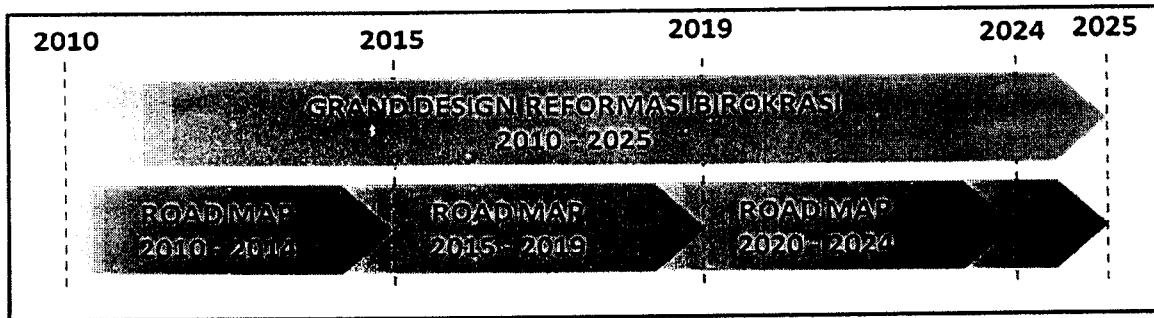 2010 2015 2019 2024 2025
GRAND DESIGN REFORMASI BIROKRASI
2010 - 2025
ROAD MAP ROAD MAP ROAD MAP
2010 - 2014 2015 - 2019 2020 - 2024